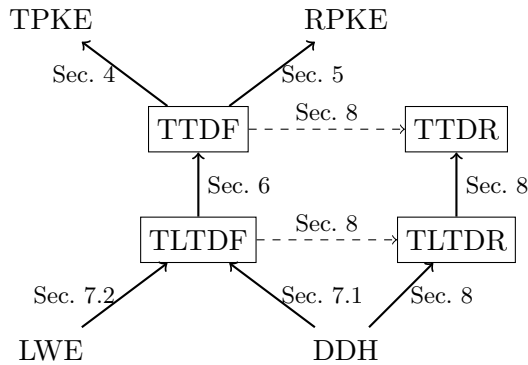 TPKE RPKE
Sec. 4 Sec. 5
Sec. 8
TTDF TTDR
Sec. 6 Sec. 8
Sec. 8
TLTDF TLTDR
Sec. 7.2 Sec. 7.1 Sec. 8
LWE DDH